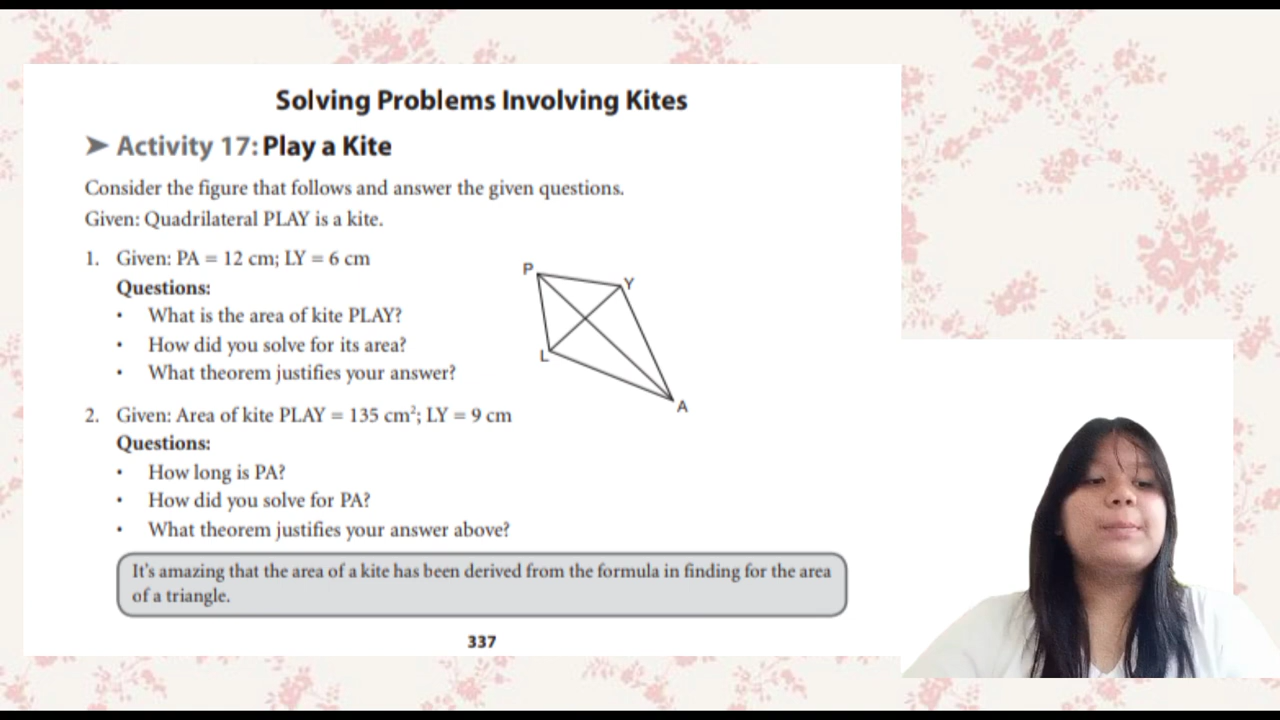 Solving Problems Involving Kites
➤ Activity 17: Play a Kite
Consider the figure that follows and answer the given questions.
Given: Quadrilateral PLAY is a kite.
1. Given: PA = 12 cm; LY = 6 cm
Questions:
• What is the area of kite PLAY?
• How did you solve for its area?
• What theorem justifies your answer?
P
Y
L
A
2. Given: Area of kite PLAY = 135 cm²; LY = 9 cm
Questions:
• How long is PA?
• How did you solve for PA?
• What theorem justifies your answer above?
It's amazing that the area of a kite has been derived from the formula in finding for the area
of a triangle.
337